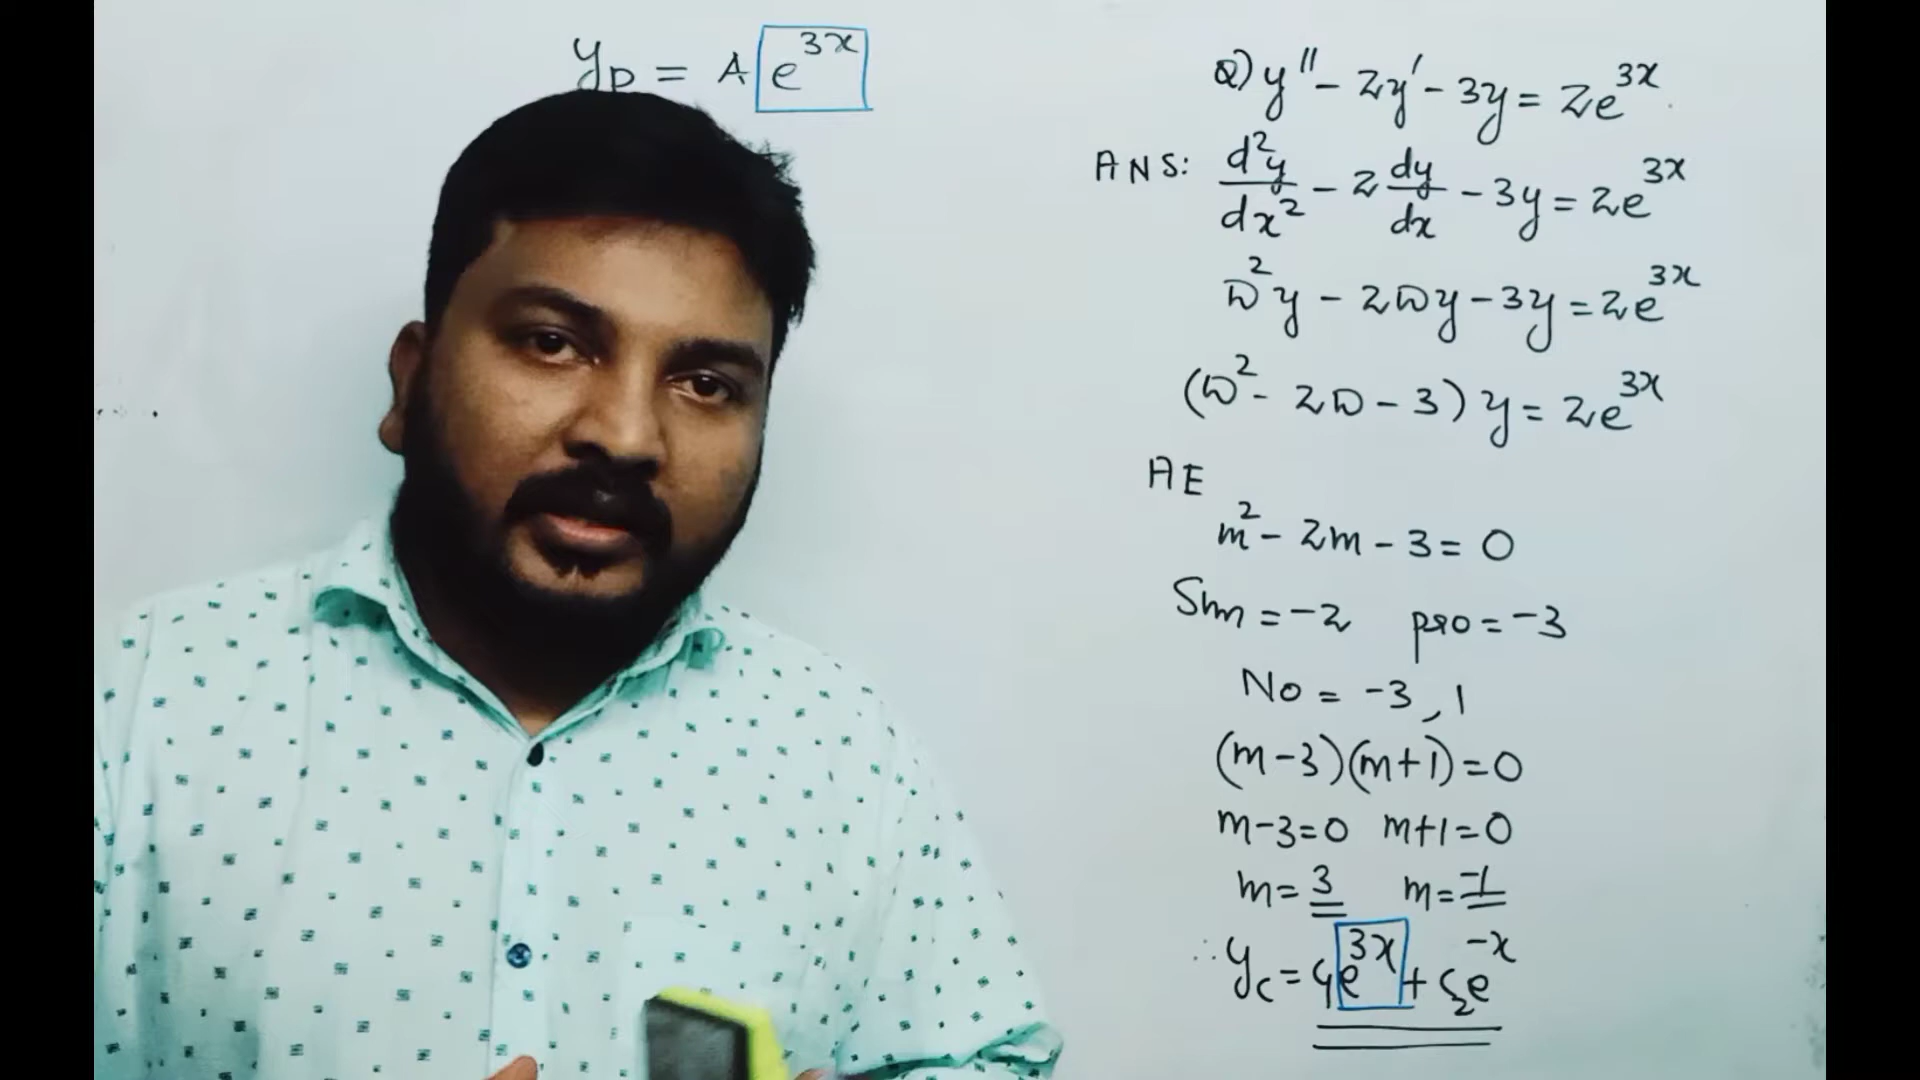 yp = A e^3x
Q) y'' - 2y' - 3y = 2e^3x
ANS: d²y/dx² - 2 dy/dx - 3y = 2e^3x
D²y - 2Dy - 3y = 2e^3x
(D² - 2D - 3) y = 2e^3x
AE
m² - 2m - 3 = 0
Sum = -2 pro = -3
No = -3, 1
(m-3)(m+1) = 0
m-3=0 m+1=0
m = 3 m = -1
∴ yc = c₁e^3x + c₂e^-x